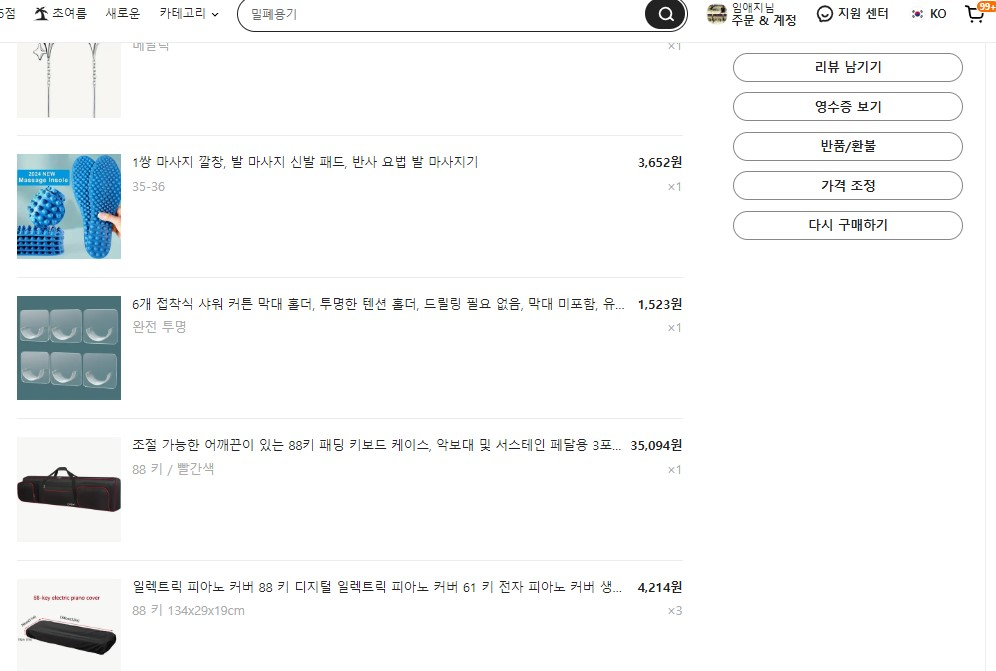 5점
초여름
새로운
카테고리
밀폐용기
임애지님
주문 & 계정
지원 센터
KO
99+
메탈릭
×1
리뷰 남기기
영수증 보기
반품/환불
가격 조정
다시 구매하기
2024 NEW
Massage Insole
1쌍 마사지 깔창, 발 마사지 신발 패드, 반사 요법 발 마사지기
3,652원
35-36
×1
6개 접착식 샤워 커튼 막대 홀더, 투명한 텐션 홀더, 드릴링 필요 없음, 막대 미포함, 유...
1,523원
완전 투명
×1
조절 가능한 어깨끈이 있는 88키 패딩 키보드 케이스, 악보대 및 서스테인 페달용 3포...
35,094원
88 키 / 빨간색
×1
88-key electric piano cover
일렉트릭 피아노 커버 88 키 디지털 일렉트릭 피아노 커버 61 키 전자 피아노 커버 생...
4,214원
88 키 134x29x19cm
×3